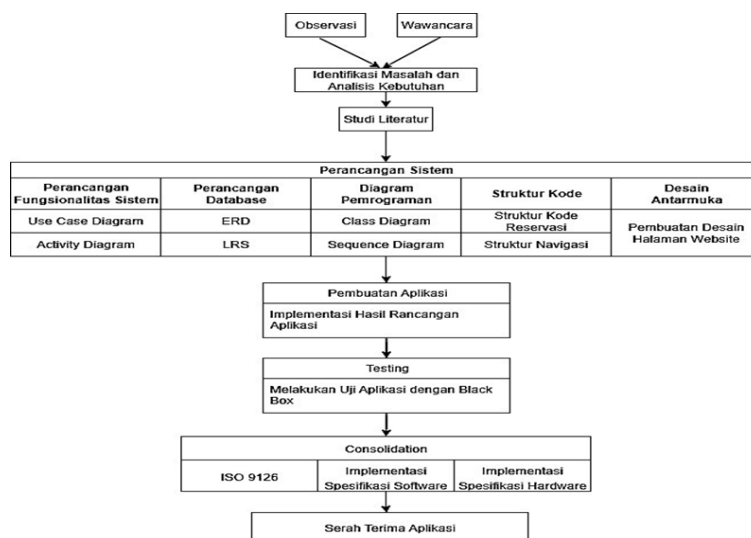 Observasi
Wawancara
Identifikasi Masalah dan
Analisis Kebutuhan
Studi Literatur
Perancangan Sistem
Perancangan
Fungsionalitas Sistem
Perancangan
Database
Diagram
Pemrograman
Struktur Kode
Desain
Antarmuka
Use Case Diagram
ERD
Class Diagram
Struktur Kode
Reservasi
Pembuatan Desain
Halaman Website
Activity Diagram
LRS
Sequence Diagram
Struktur Navigasi
Pembuatan Aplikasi
Implementasi Hasil Rancangan
Aplikasi
Testing
Melakukan Uji Aplikasi dengan Black
Box
Consolidation
ISO 9126
Implementasi
Spesifikasi Software
Implementasi
Spesifikasi Hardware
Serah Terima Aplikasi